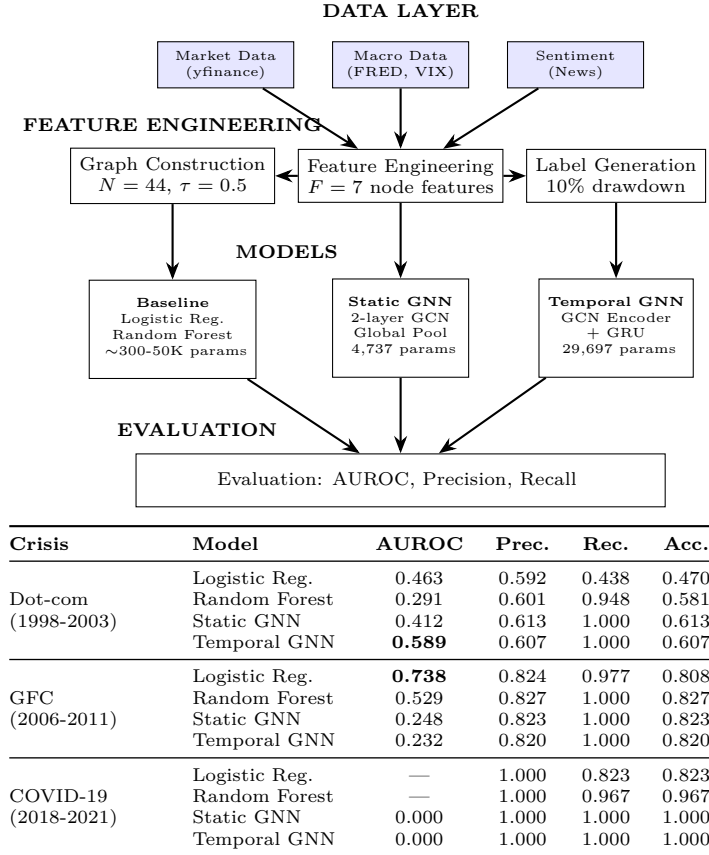 DATA LAYER
Market Data
(yfinance)
Macro Data
(FRED, VIX)
Sentiment
(News)
FEATURE ENGINEERING
Graph Construction
N = 44, τ = 0.5
Feature Engineering
F = 7 node features
Label Generation
10% drawdown
MODELS
Baseline
Logistic Reg.
Random Forest
∼300-50K params
Static GNN
2-layer GCN
Global Pool
4,737 params
Temporal GNN
GCN Encoder
+ GRU
29,697 params
EVALUATION
Evaluation: AUROC, Precision, Recall
Crisis Model AUROC Prec. Rec. Acc.
Dot-com
(1998-2003)
Logistic Reg. 0.463 0.592 0.438 0.470
Random Forest 0.291 0.601 0.948 0.581
Static GNN 0.412 0.613 1.000 0.613
Temporal GNN 0.589 0.607 1.000 0.607
GFC
(2006-2011)
Logistic Reg. 0.738 0.824 0.977 0.808
Random Forest 0.529 0.827 1.000 0.827
Static GNN 0.248 0.823 1.000 0.823
Temporal GNN 0.232 0.820 1.000 0.820
COVID-19
(2018-2021)
Logistic Reg. — 1.000 0.823 0.823
Random Forest — 1.000 0.967 0.967
Static GNN 0.000 1.000 1.000 1.000
Temporal GNN 0.000 1.000 1.000 1.000